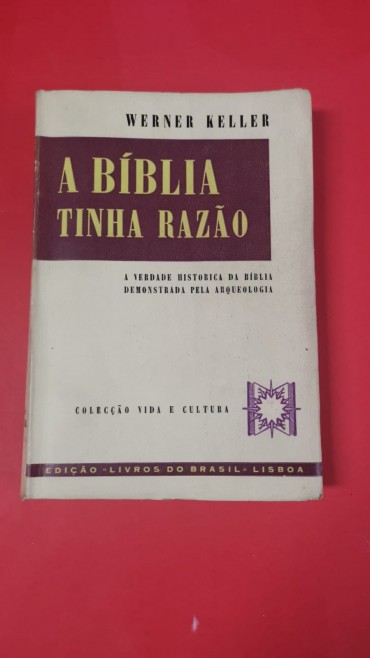 WERNER KELLER
A BÍBLIA
TINHA RAZÃO
A VERDADE HISTORICA DA BÍBLIA
DEMONSTRADA PELA ARQUEOLOGIA
COLECÇÃO VIDA E CULTURA
EDIÇÃO «LIVROS DO BRASIL» LISBOA